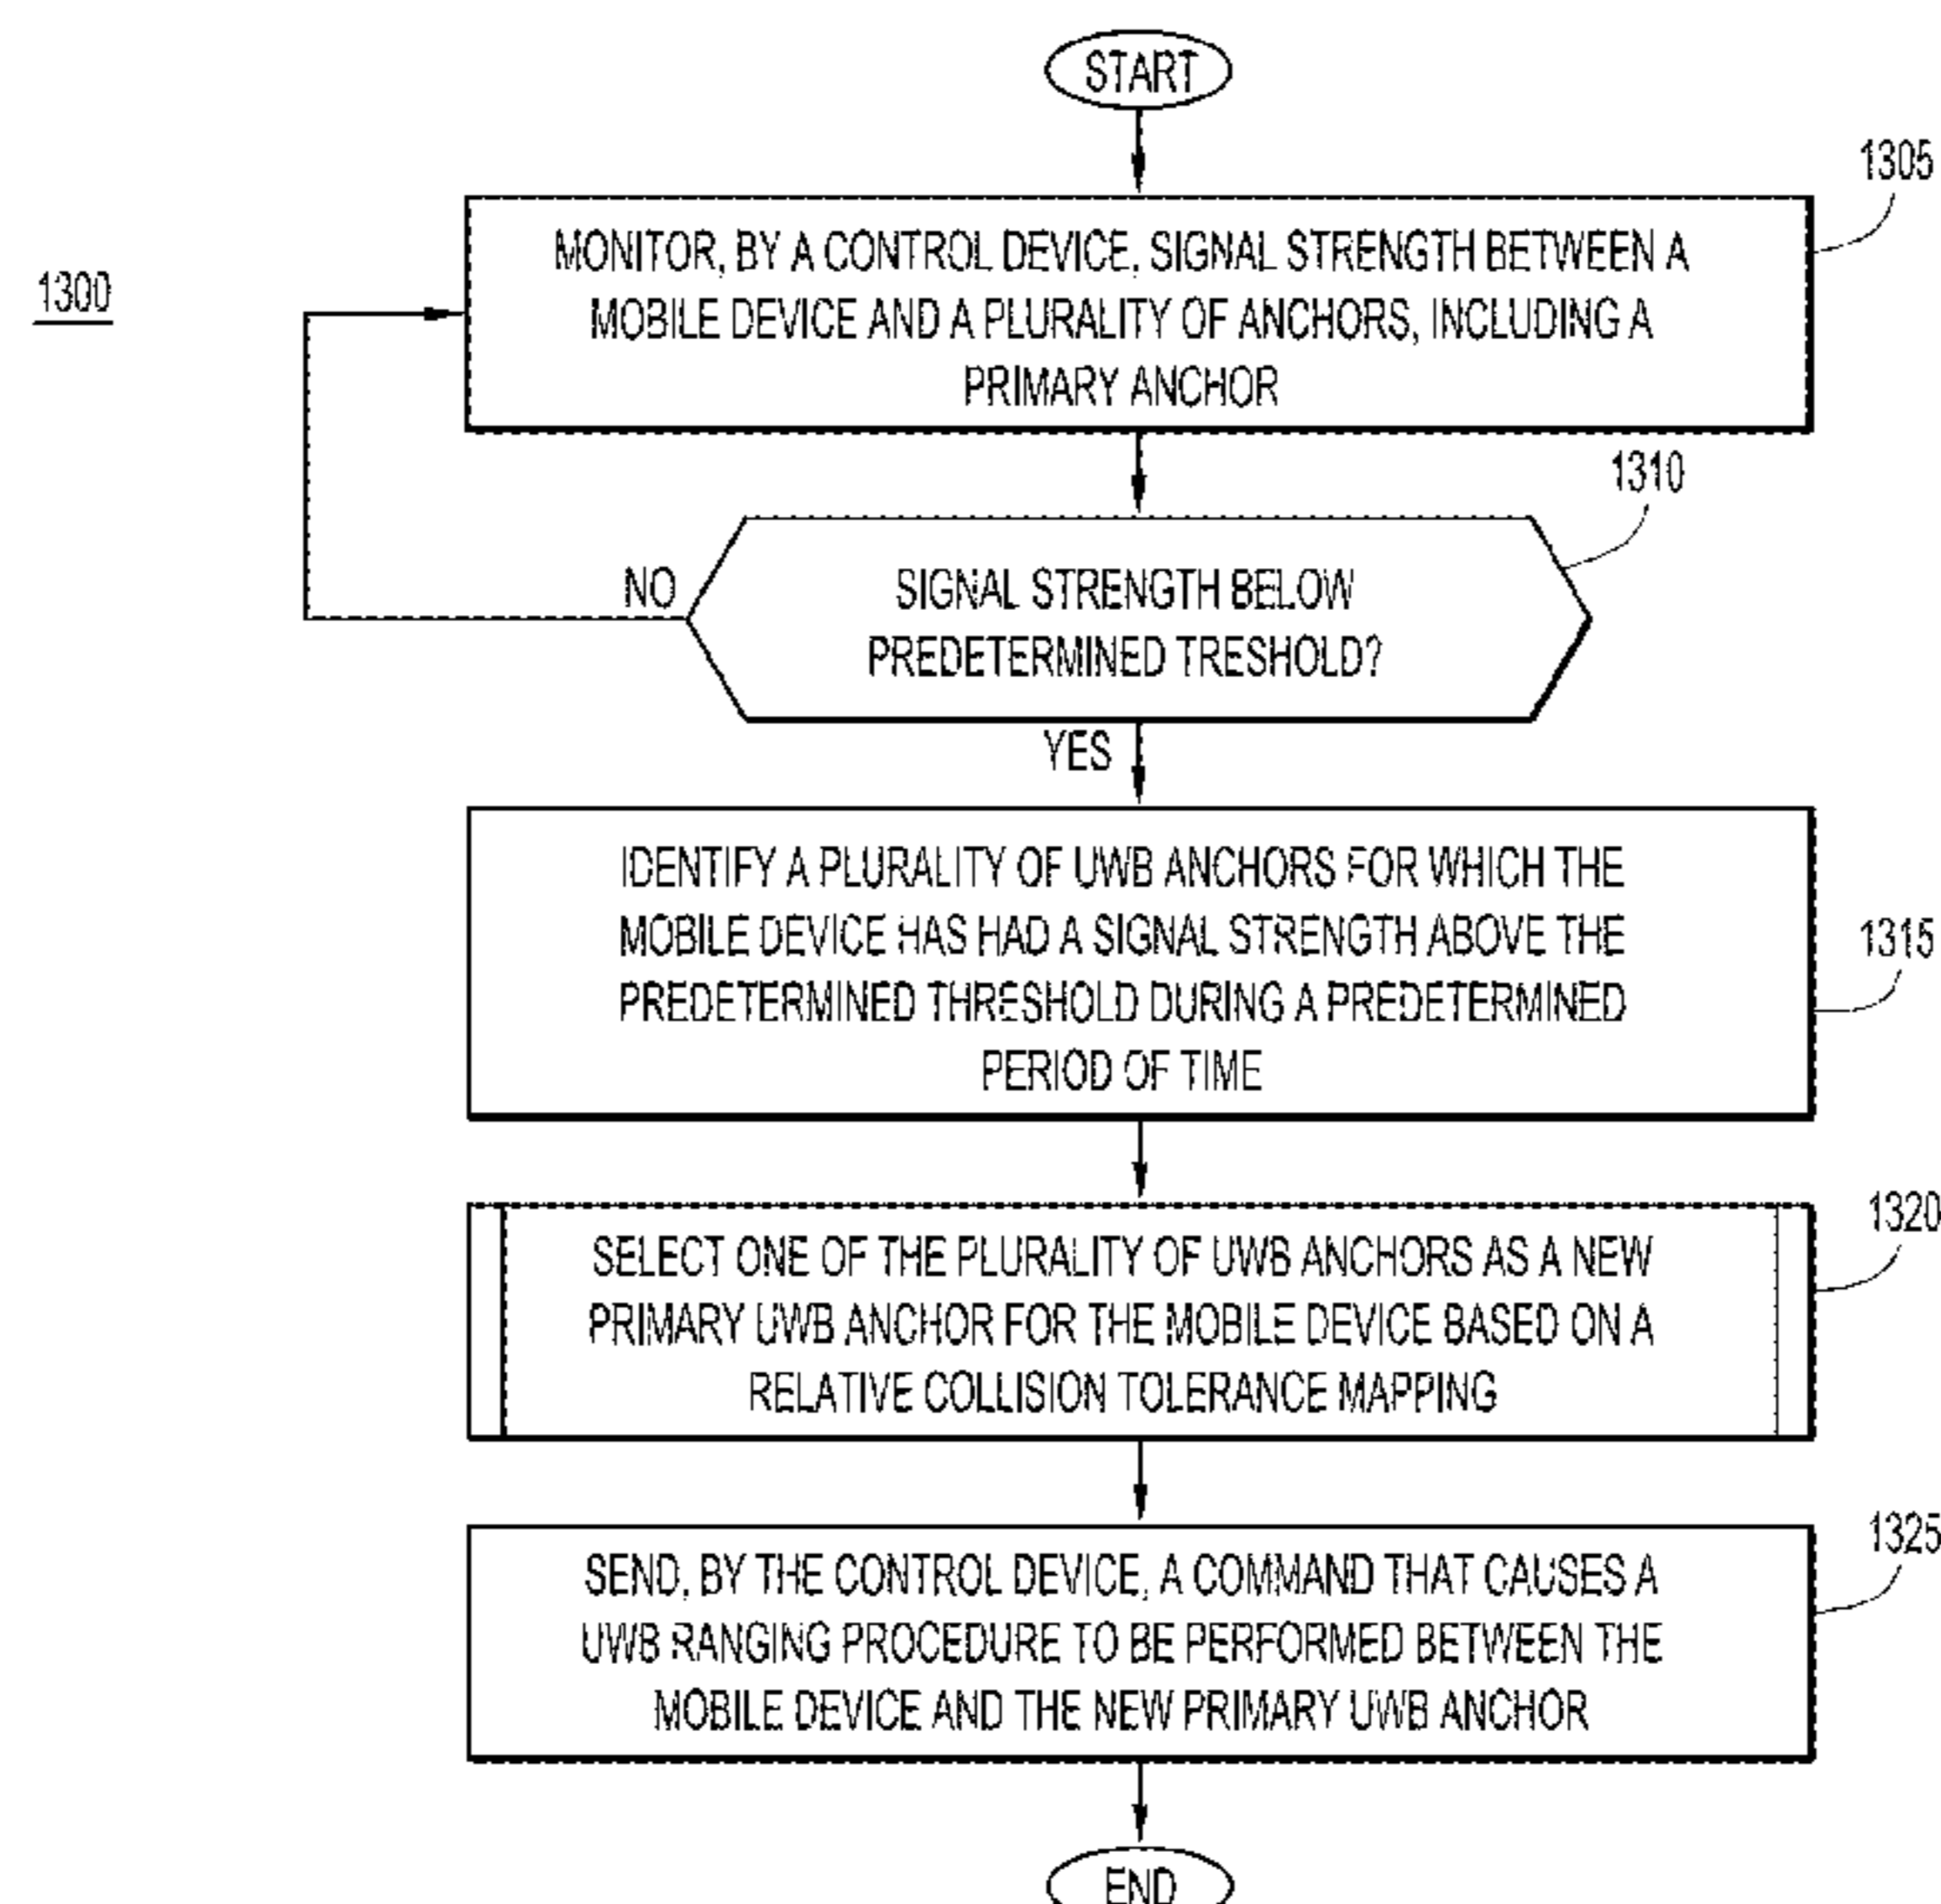 START
1305
1300
MONITOR, BY A CONTROL DEVICE, SIGNAL STRENGTH BETWEEN A
MOBILE DEVICE AND A PLURALITY OF ANCHORS, INCLUDING A
PRIMARY ANCHOR
1310
NO
SIGNAL STRENGTH BELOW
PREDETERMINED TRESHOLD?
YES
IDENTIFY A PLURALITY OF UWB ANCHORS FOR WHICH THE
MOBILE DEVICE HAS HAD A SIGNAL STRENGTH ABOVE THE
PREDETERMINED THRESHOLD DURING A PREDETERMINED
PERIOD OF TIME
1315
1320
SELECT ONE OF THE PLURALITY OF UWB ANCHORS AS A NEW
PRIMARY UWB ANCHOR FOR THE MOBILE DEVICE BASED ON A
RELATIVE COLLISION TOLERANCE MAPPING
1325
SEND, BY THE CONTROL DEVICE, A COMMAND THAT CAUSES A
UWB RANGING PROCEDURE TO BE PERFORMED BETWEEN THE
MOBILE DEVICE AND THE NEW PRIMARY UWB ANCHOR
END